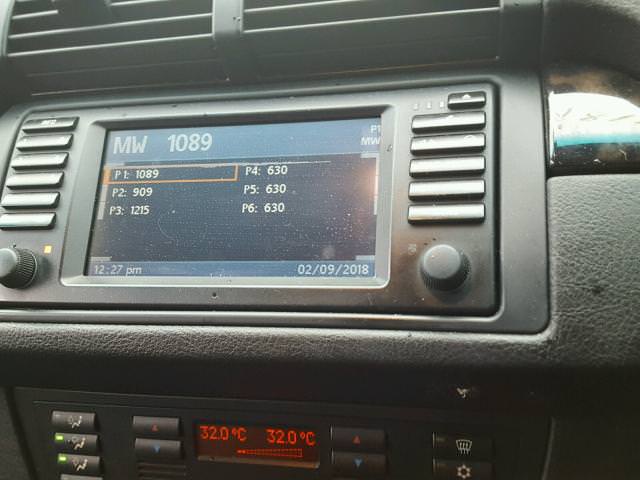 MW 1089
P1
MW
P1: 1089 P4: 630
P2: 909 P5: 630
P3: 1215 P6: 630
12:27 pm 02/09/2018
32.0°C 32.0°C